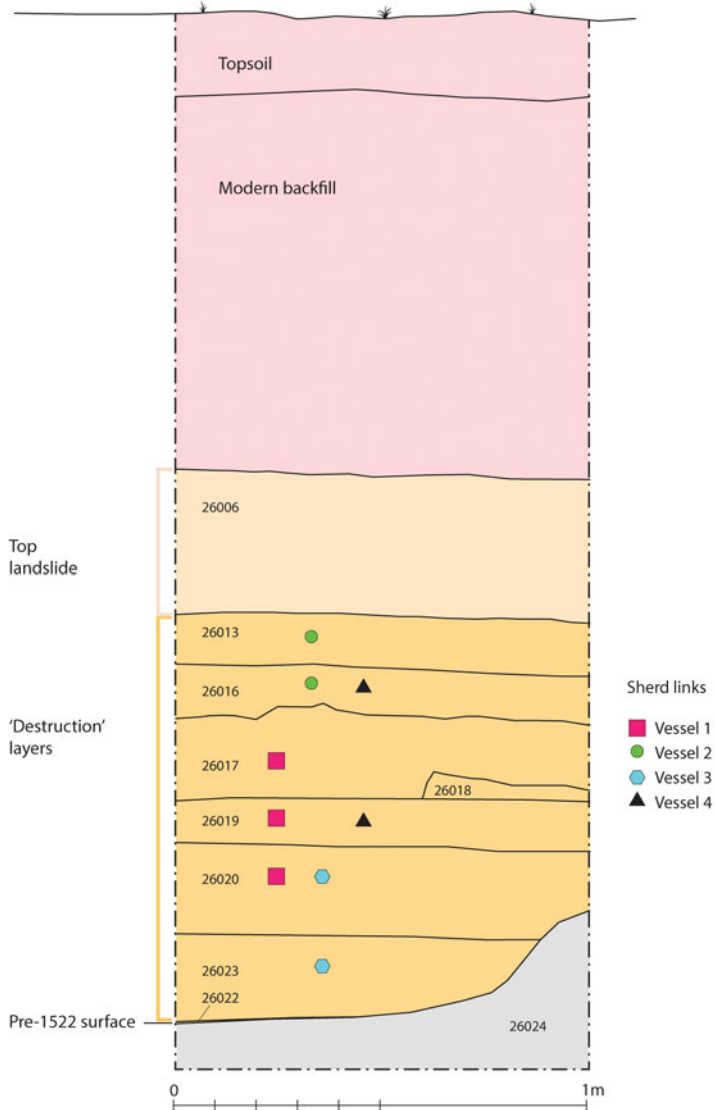 Topsoil
Modern backfill
26006
Top
landslide
26013
26016
'Destruction'
layers
26017
26018
26019
26020
26023
26022
Pre-1522 surface
26024
0
1m
Sherd links
Vessel 1
Vessel 2
Vessel 3
Vessel 4